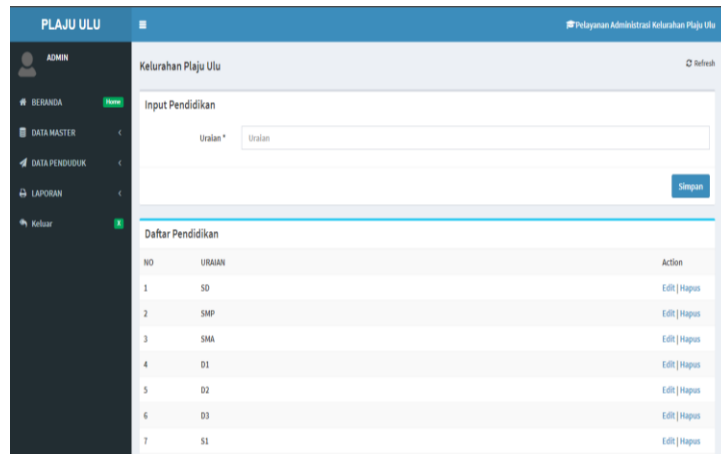 PLAJU ULU
Pelayanan Administrasi Kelurahan Plaju Ulu
ADMIN
BERANDA Home
DATA MASTER
DATA PENDUDUK
LAPORAN
Keluar X
Kelurahan Plaju Ulu
Refresh
Input Pendidikan
Uraian * Uraian
Simpan
Daftar Pendidikan
NO URAIAN Action
1 SD Edit | Hapus
2 SMP Edit | Hapus
3 SMA Edit | Hapus
4 D1 Edit | Hapus
5 D2 Edit | Hapus
6 D3 Edit | Hapus
7 S1 Edit | Hapus